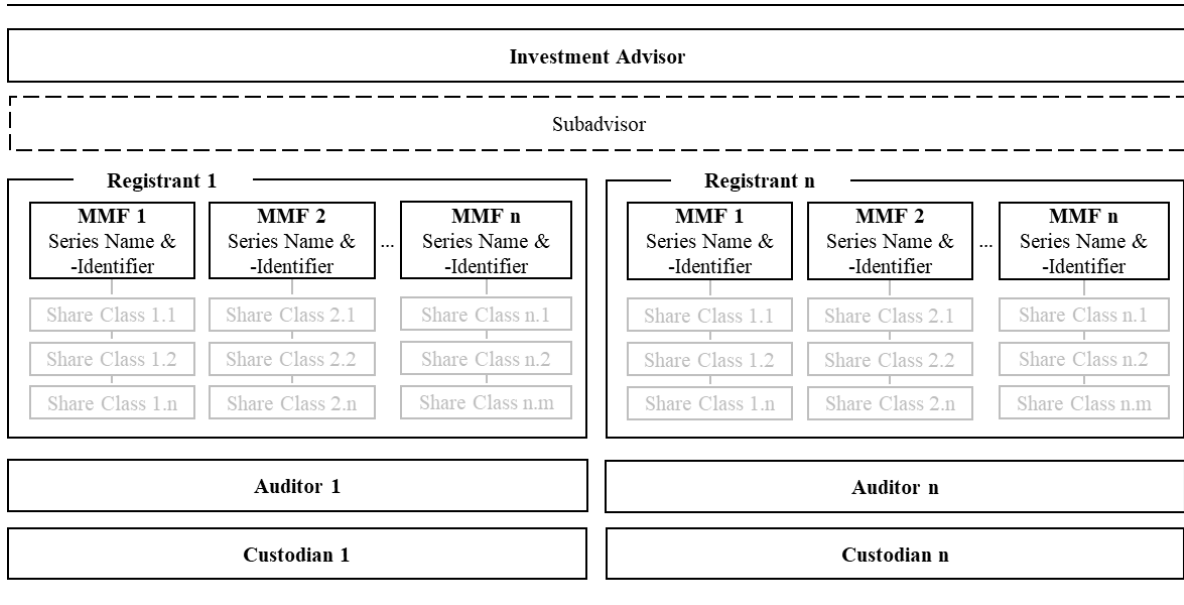 Investment Advisor
Subadvisor
Registrant 1
MMF 1
Series Name &
-Identifier
MMF 2
Series Name &
-Identifier
...
MMF n
Series Name &
-Identifier
Share Class 1.1
Share Class 2.1
Share Class n.1
Share Class 1.2
Share Class 2.2
Share Class n.2
Share Class 1.n
Share Class 2.n
Share Class n.m
Registrant n
MMF 1
Series Name &
-Identifier
MMF 2
Series Name &
-Identifier
...
MMF n
Series Name &
-Identifier
Share Class 1.1
Share Class 2.1
Share Class n.1
Share Class 1.2
Share Class 2.2
Share Class n.2
Share Class 1.n
Share Class 2.n
Share Class n.m
Auditor 1
Auditor n
Custodian 1
Custodian n